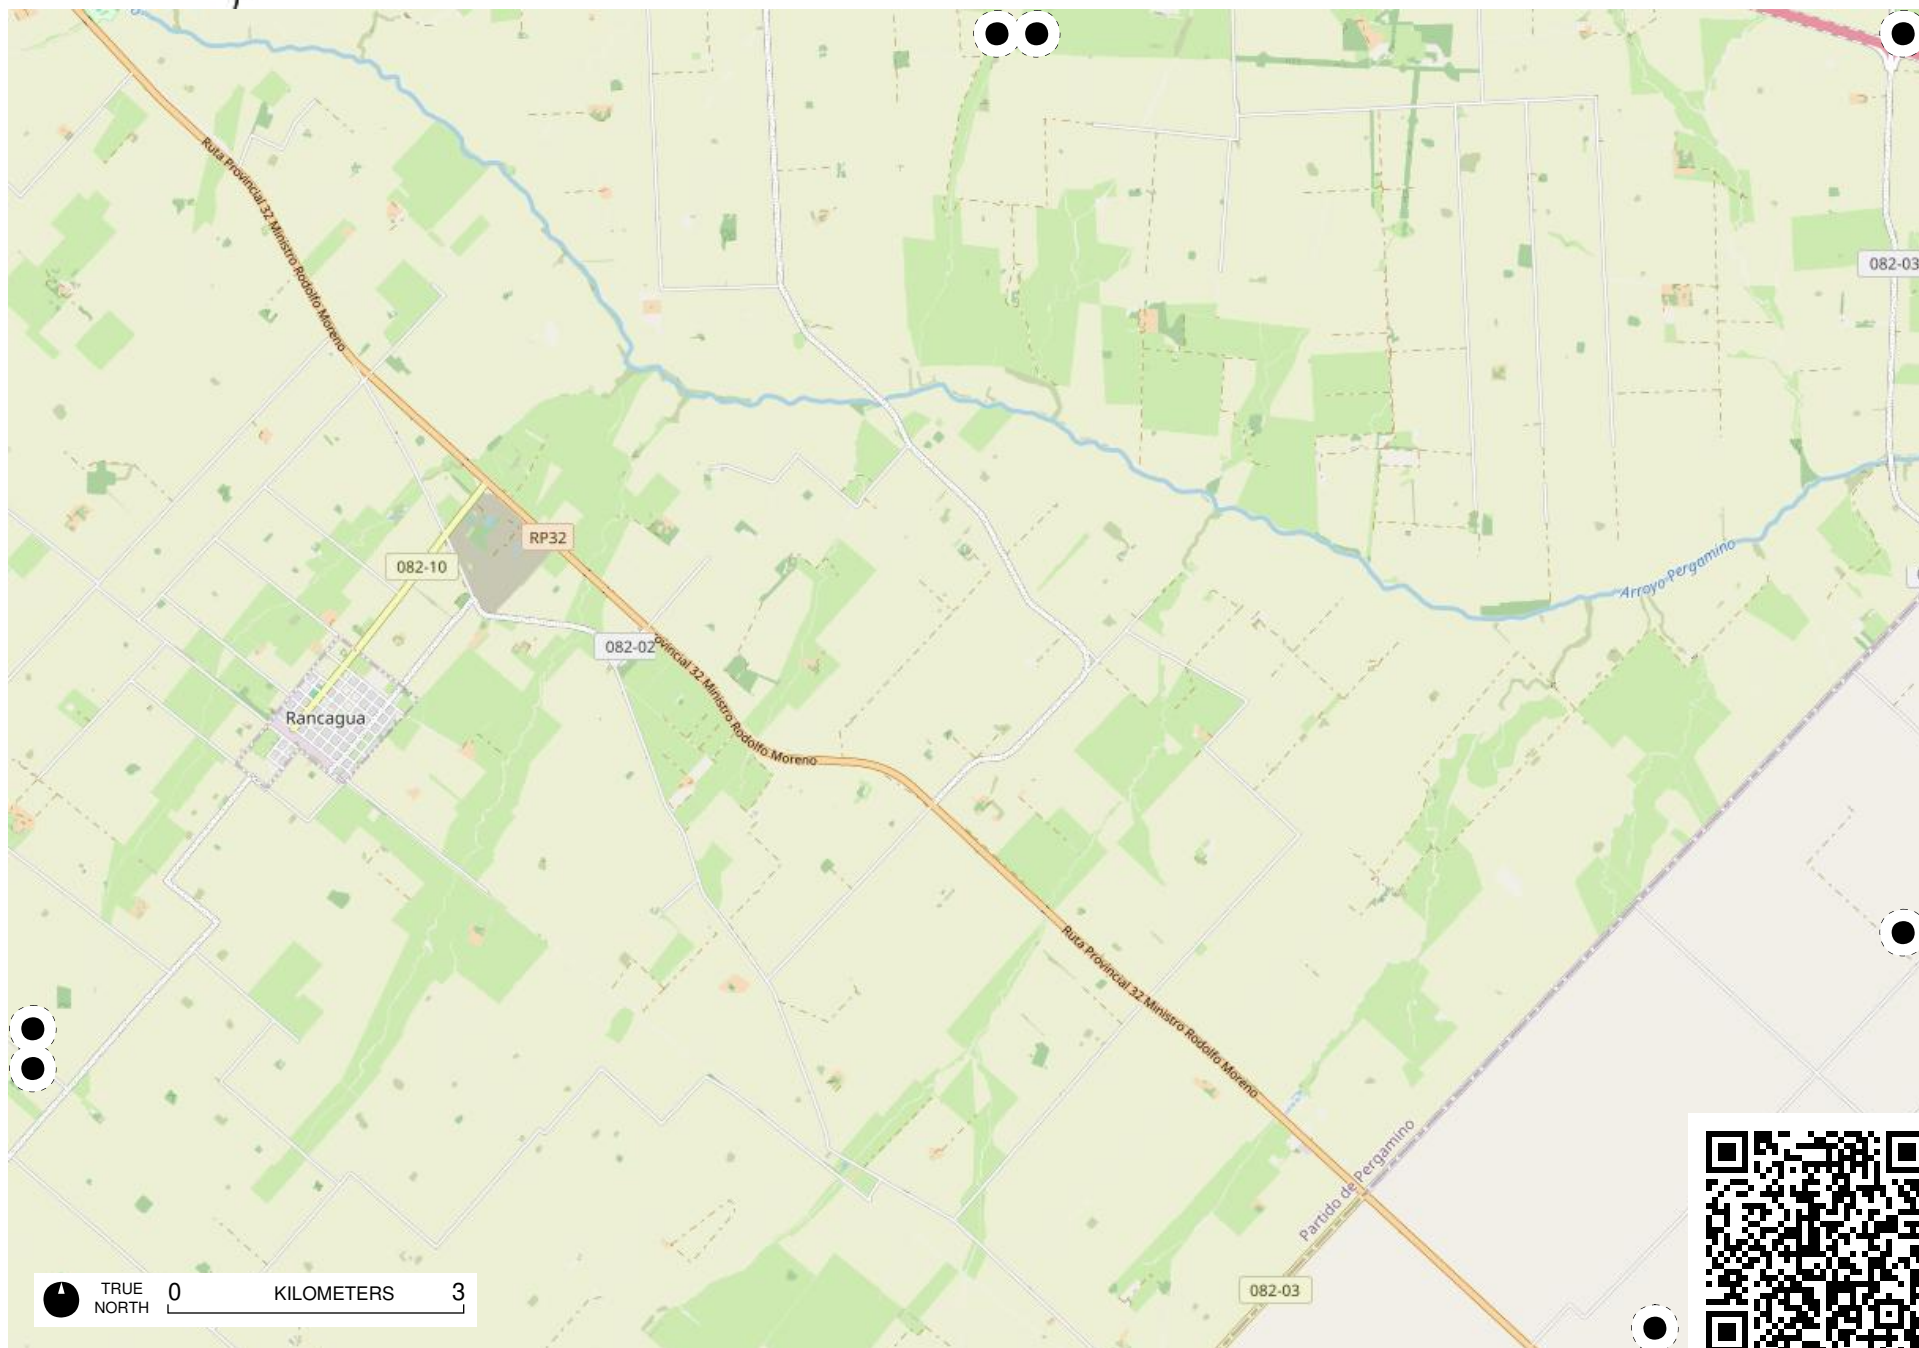 Ruta Provincial 32 Ministro Rodolfo Moreno
082-03
RP32
082-10
Arroyo Pergamino
082-02
ovincial 32 Ministro Rodolfo Moreno
Rancagua
Ruta Provincial 32 Ministro Rodolfo Moreno
Partido de Pergamino
082-03
TRUE NORTH
0 KILOMETERS 3